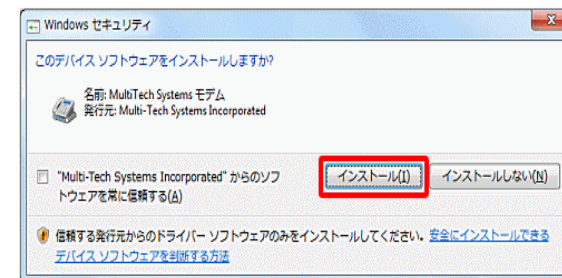 Windows セキュリティ
このデバイス ソフトウェアをインストールしますか?
名前: MultiTech Systems モデム
発行元: Multi-Tech Systems Incorporated
"Multi-Tech Systems Incorporated" からのソフ
トウェアを常に信頼する(A)
インストール(I)
インストールしない(N)
信頼する発行元からのドライバー ソフトウェアのみをインストールしてください。 安全にインストールできる
デバイス ソフトウェアを判断する方法